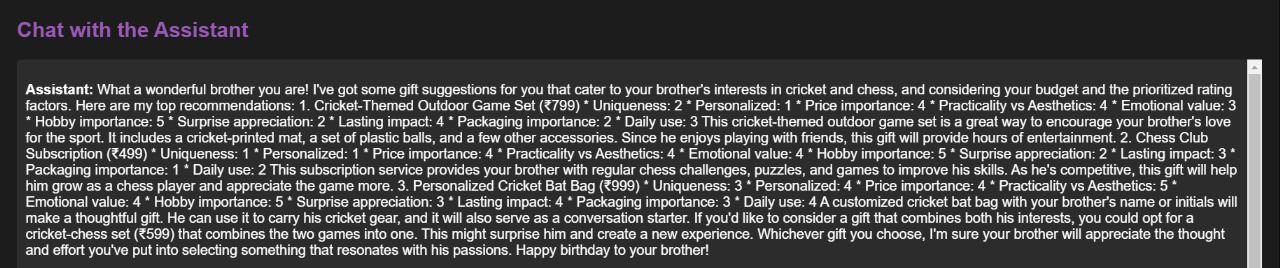 Chat with the Assistant
Assistant: What a wonderful brother you are! I've got some gift suggestions for you that cater to your brother's interests in cricket and chess, and considering your budget and the prioritized rating
factors. Here are my top recommendations: 1. Cricket-Themed Outdoor Game Set (₹799) * Uniqueness: 2 * Personalized: 1 * Price importance: 4 * Practicality vs Aesthetics: 4 * Emotional value: 3
* Hobby importance: 5 * Surprise appreciation: 2 * Lasting impact: 4 * Packaging importance: 2 * Daily use: 3 This cricket-themed outdoor game set is a great way to encourage your brother's love
for the sport. It includes a cricket-printed mat, a set of plastic balls, and a few other accessories. Since he enjoys playing with friends, this gift will provide hours of entertainment. 2. Chess Club
Subscription (₹499) * Uniqueness: 1 * Personalized: 1 * Price importance: 4 * Practicality vs Aesthetics: 4 * Emotional value: 4 * Hobby importance: 5 * Surprise appreciation: 2 * Lasting impact: 3 *
Packaging importance: 1 * Daily use: 2 This subscription service provides your brother with regular chess challenges, puzzles, and games to improve his skills. As he's competitive, this gift will help
him grow as a chess player and appreciate the game more. 3. Personalized Cricket Bat Bag (₹999) * Uniqueness: 3 * Personalized: 4 * Price importance: 4 * Practicality vs Aesthetics: 5 *
Emotional value: 4 * Hobby importance: 5 * Surprise appreciation: 3 * Lasting impact: 4 * Packaging importance: 3 * Daily use: 4 A customized cricket bat bag with your brother's name or initials will
make a thoughtful gift. He can use it to carry his cricket gear, and it will also serve as a conversation starter. If you'd like to consider a gift that combines both his interests, you could opt for a
cricket-chess set (₹599) that combines the two games into one. This might surprise him and create a new experience. Whichever gift you choose, I'm sure your brother will appreciate the thought
and effort you've put into selecting something that resonates with his passions. Happy birthday to your brother!